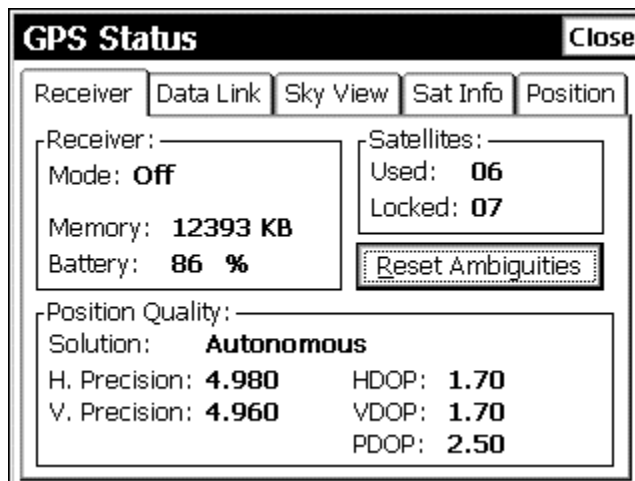 GPS Status Close
Receiver Data Link Sky View Sat Info Position
Receiver:
Mode: Off
Memory: 12393 KB
Battery: 86 %
Satellites:
Used: 06
Locked: 07
Reset Ambiguities
Position Quality:
Solution: Autonomous
H. Precision: 4.980 HDOP: 1.70
V. Precision: 4.960 VDOP: 1.70
PDOP: 2.50